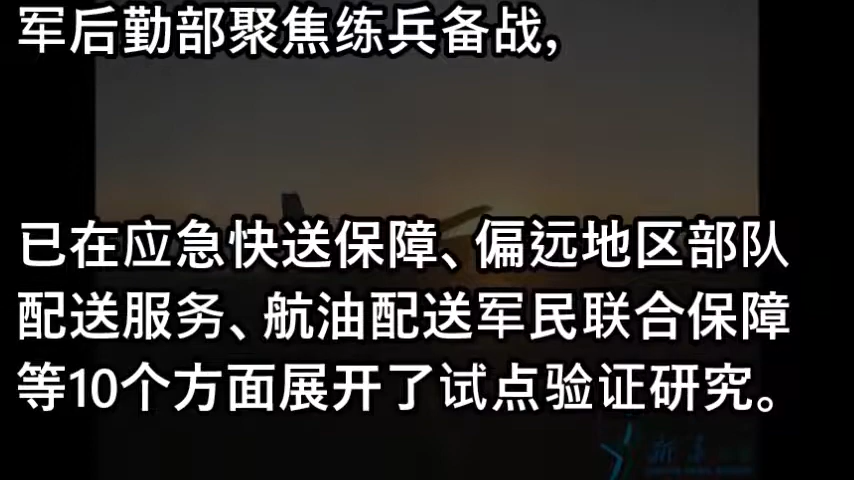 军后勤部聚焦练兵备战,
已在应急快送保障、偏远地区部队
配送服务、航油配送军民联合保障
等10个方面展开了试点验证研究。